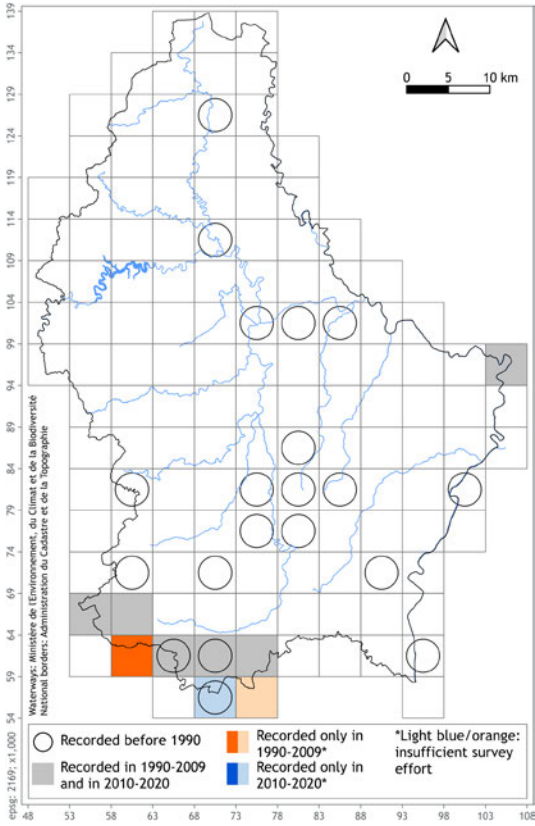 139
134
129
124
119
114
109
104
99
94
89
84
79
74
69
64
59
54
epsg: 2169; x1,000
0 5 10 km
Waterways: Ministère de l'Environnement, du Climat et de la Biodiversité
National borders: Administration du Cadastre et de la Topographie
Recorded before 1990
Recorded in 1990-2009
and in 2010-2020
Recorded only in
1990-2009*
Recorded only in
2010-2020*
*Light blue/orange:
insufficient survey
effort
48 53 58 63 68 73 78 83 88 93 98 103 108